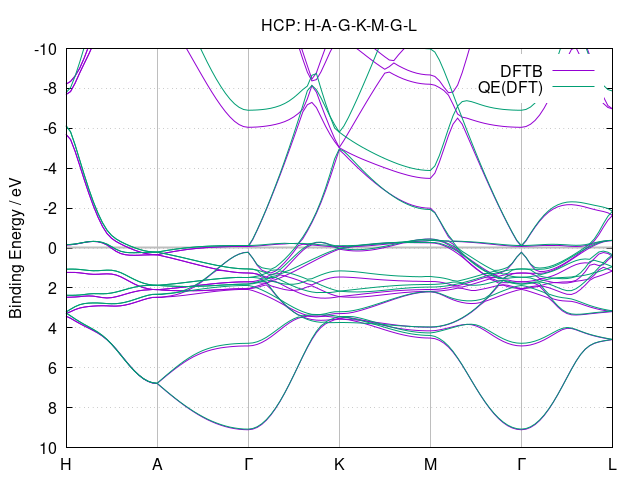 HCP: H-A-G-K-M-G-L
DFTB
QE(DFT)
Binding Energy / eV
-10
-8
-6
-4
-2
0
2
4
6
8
10
H A Γ K M Γ L